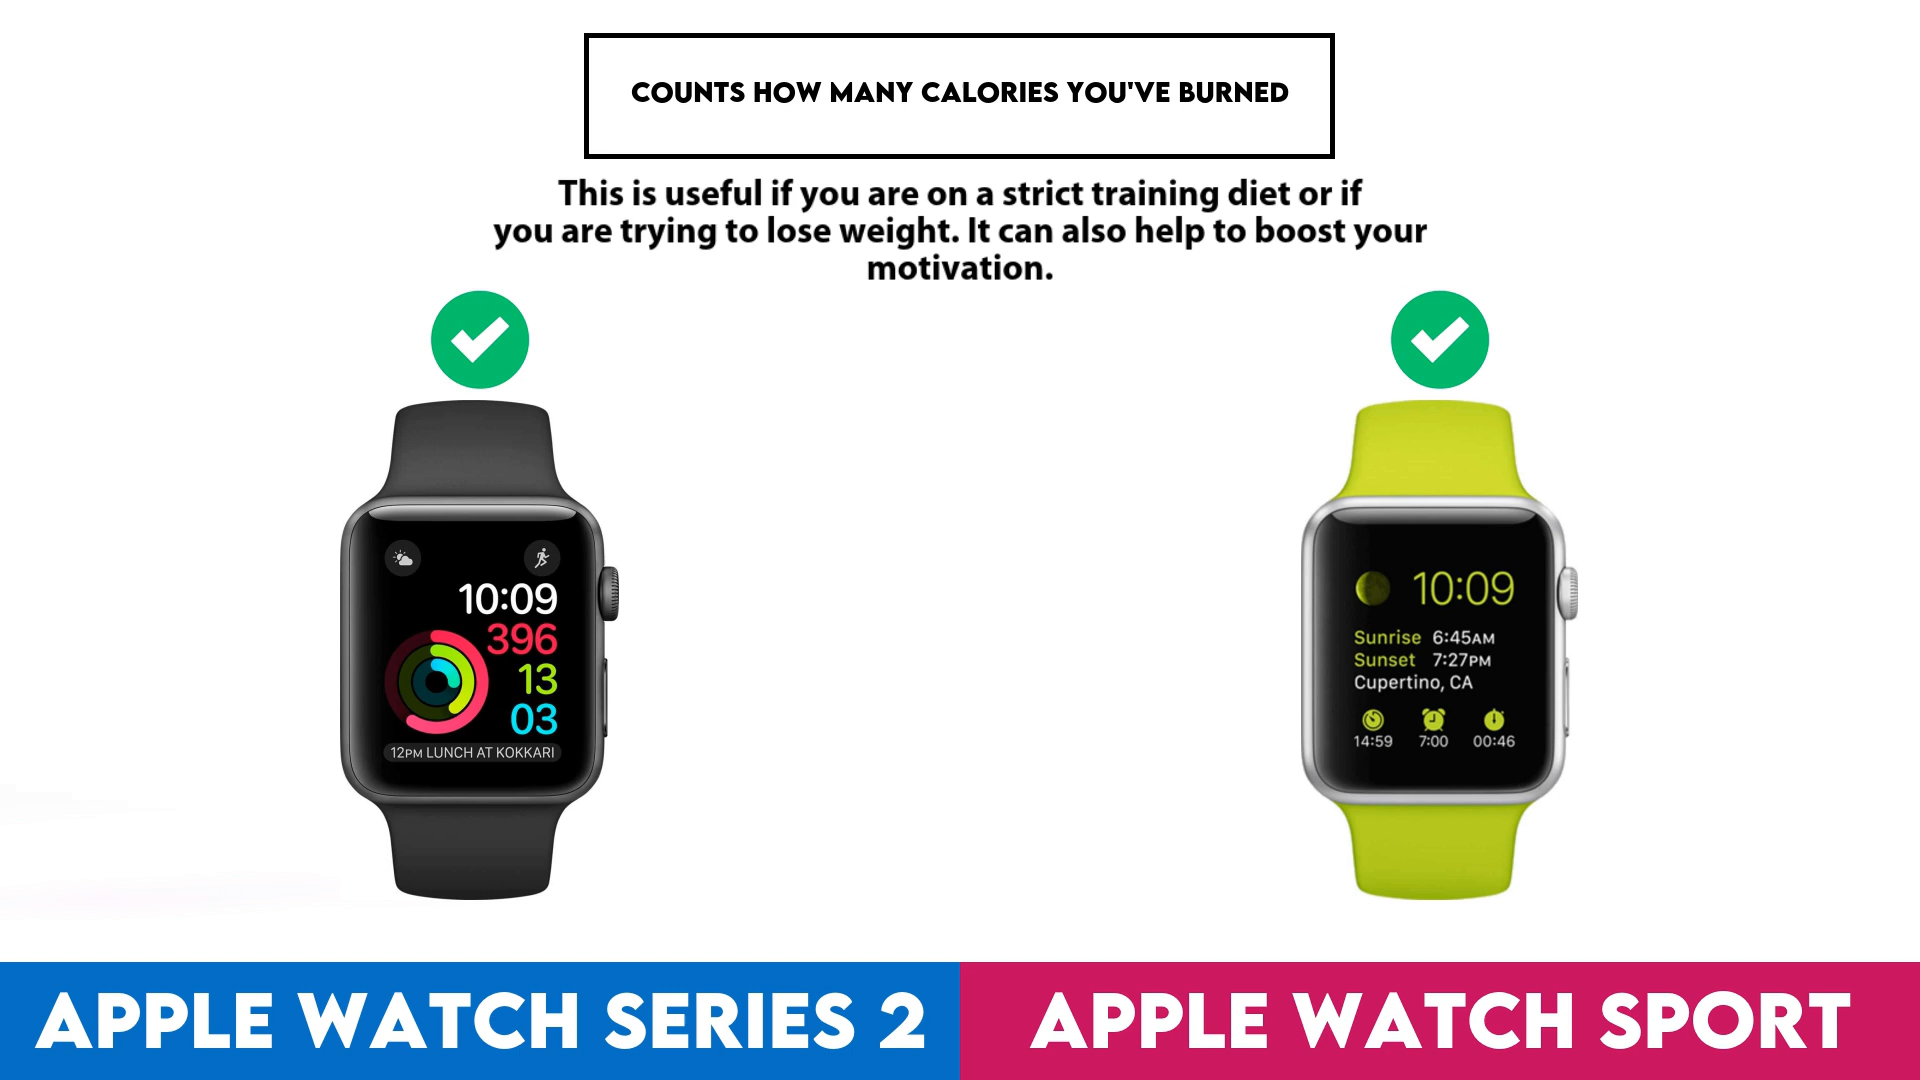 COUNTS HOW MANY CALORIES YOU'VE BURNED
This is useful if you are on a strict training diet or if
you are trying to lose weight. It can also help to boost your
motivation.
10:09
396
13
03
12PM LUNCH AT KOKKARI
10:09
Sunrise 6:45AM
Sunset 7:27PM
Cupertino, CA
14:59 7:00 00:46
APPLE WATCH SERIES 2
APPLE WATCH SPORT